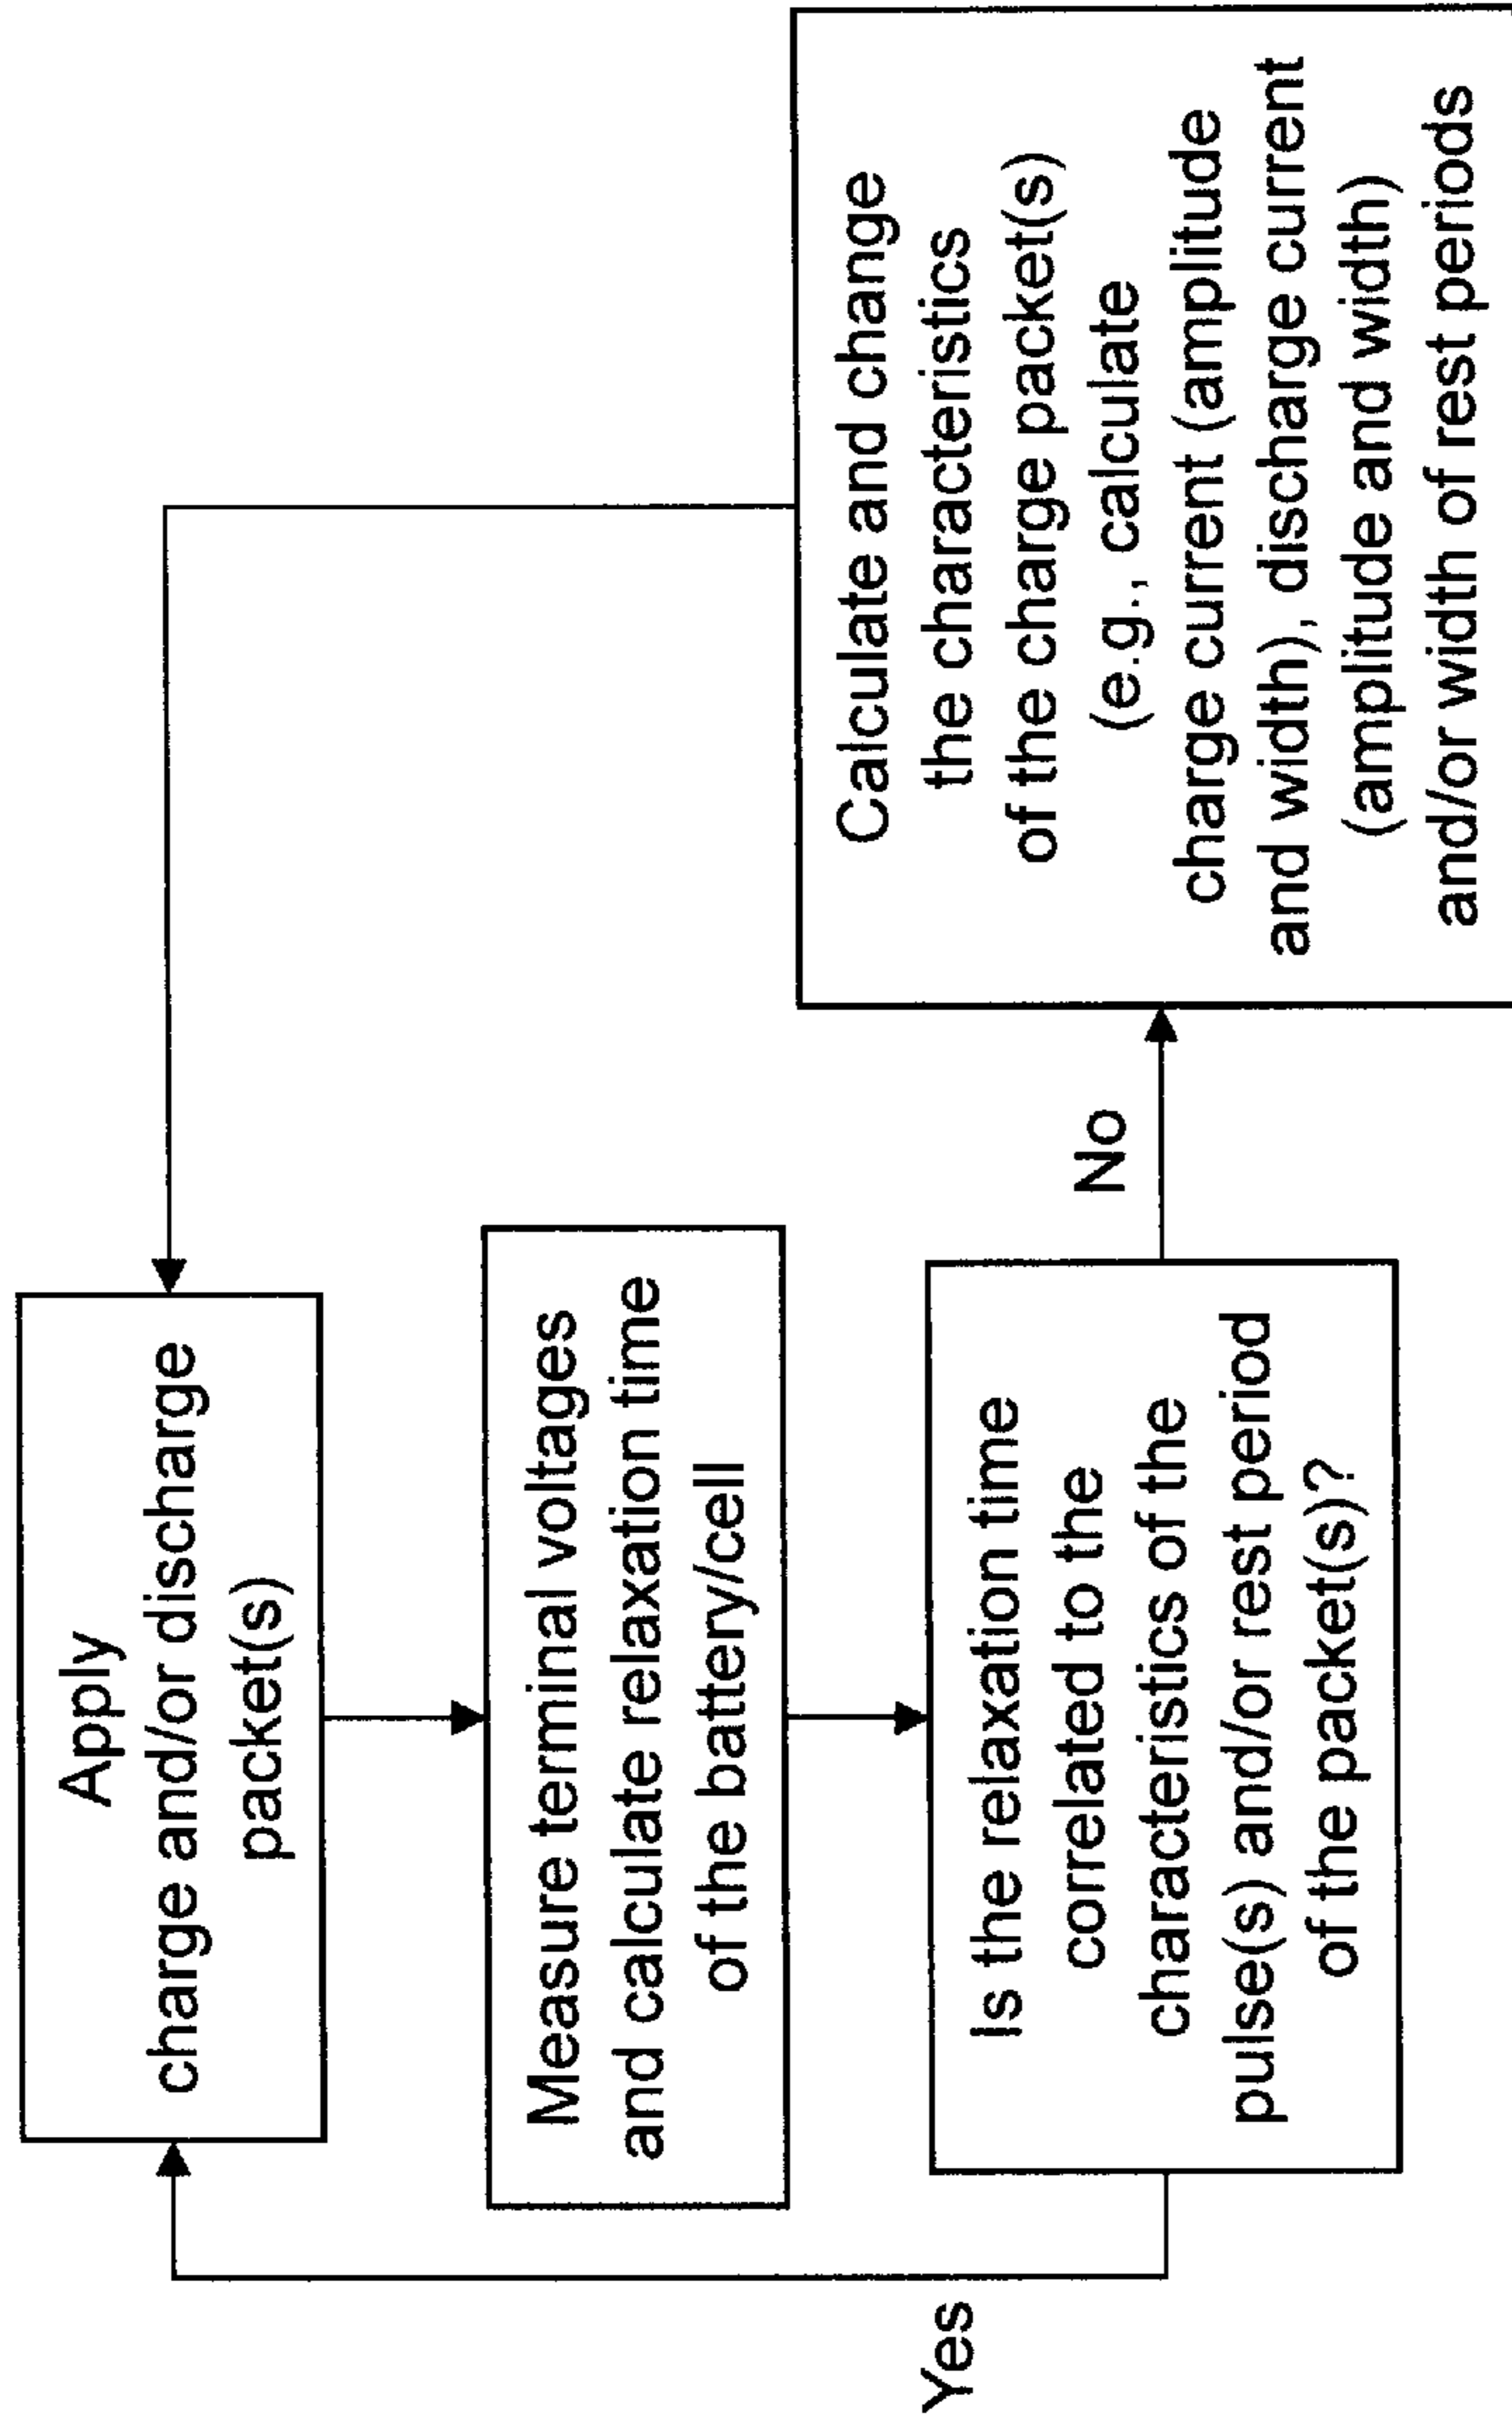 Apply
charge and/or discharge
packet(s)
Measure terminal voltages
and calculate relaxation time
of the battery/cell
Is the relaxation time
correlated to the
characteristics of the
pulse(s) and/or rest period
of the packet(s)?
Yes
No
Calculate and change
the characteristics
of the charge packet(s)
(e.g., calculate
charge current (amplitude
and width), discharge current
(amplitude and width)
and/or width of rest periods